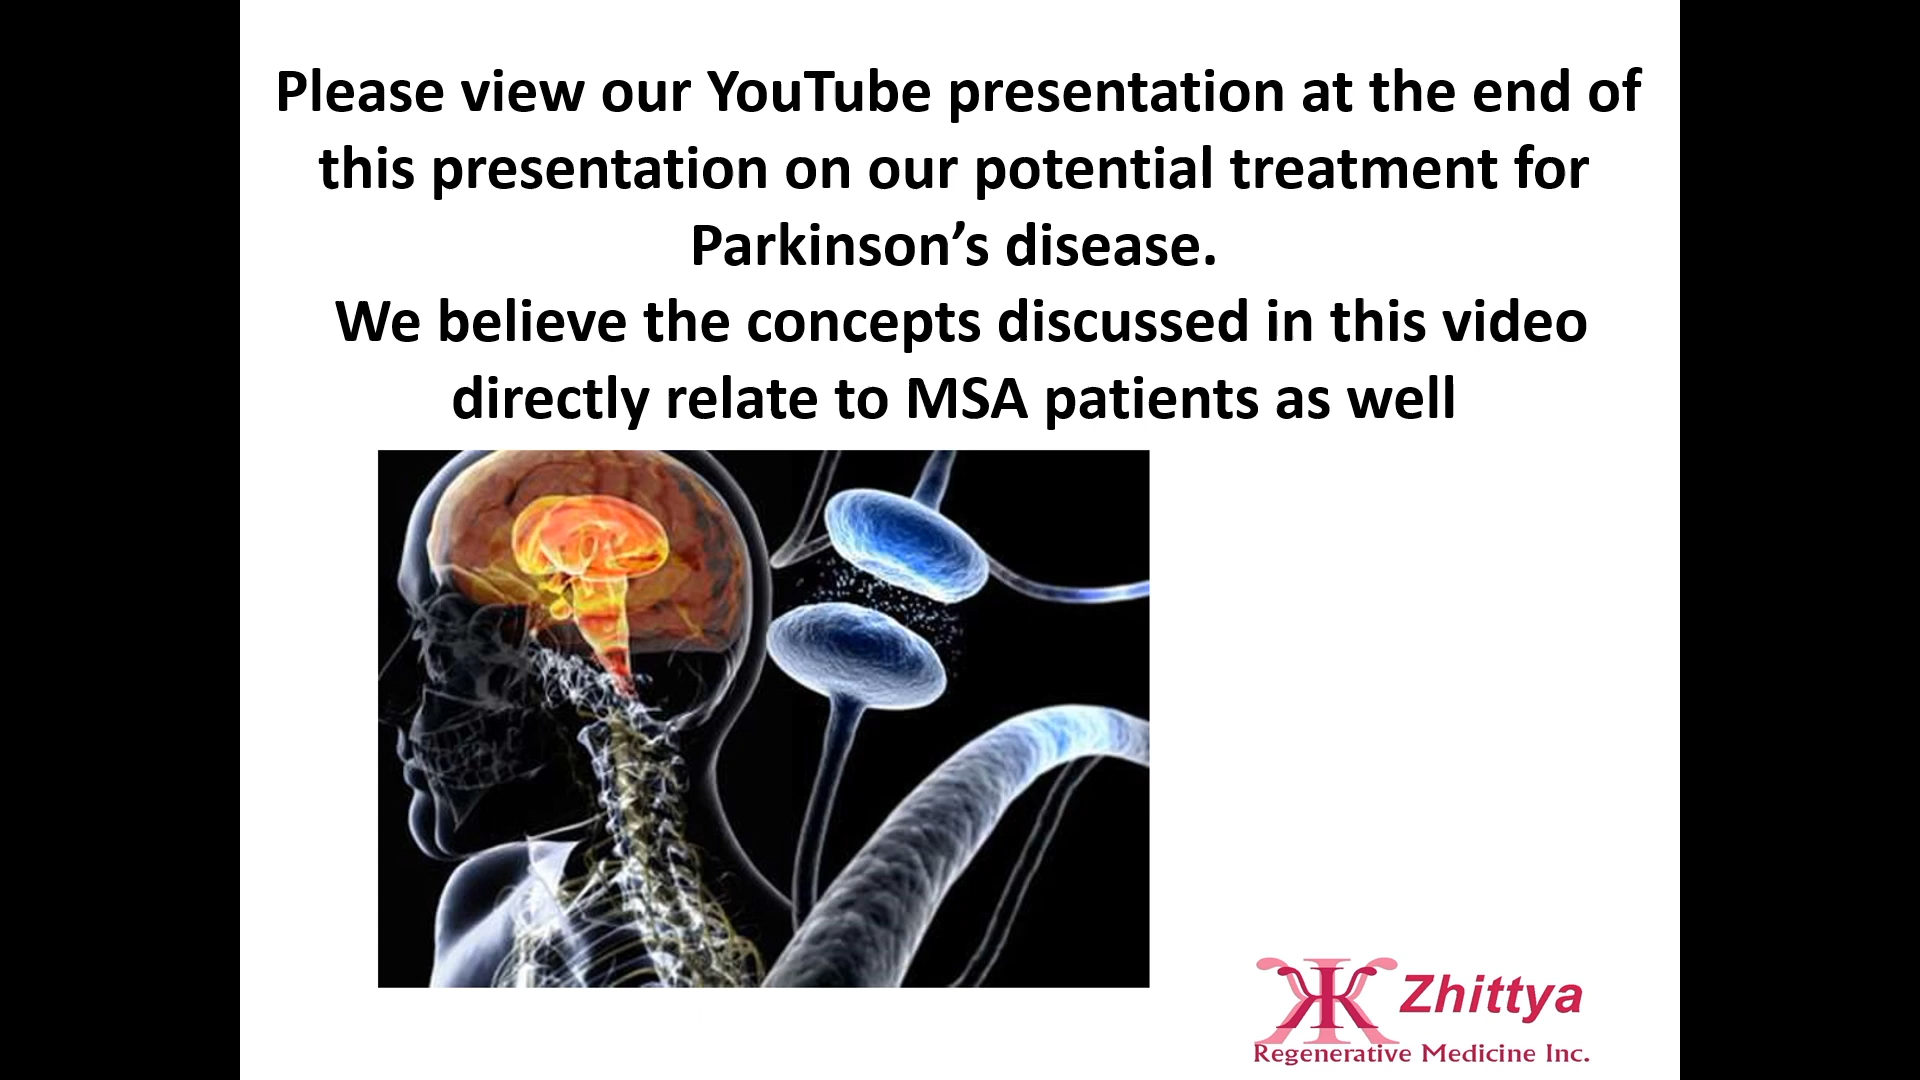 Please view our YouTube presentation at the end of
this presentation on our potential treatment for
Parkinson’s disease.
We believe the concepts discussed in this video
directly relate to MSA patients as well
Zhittya
Regenerative Medicine Inc.